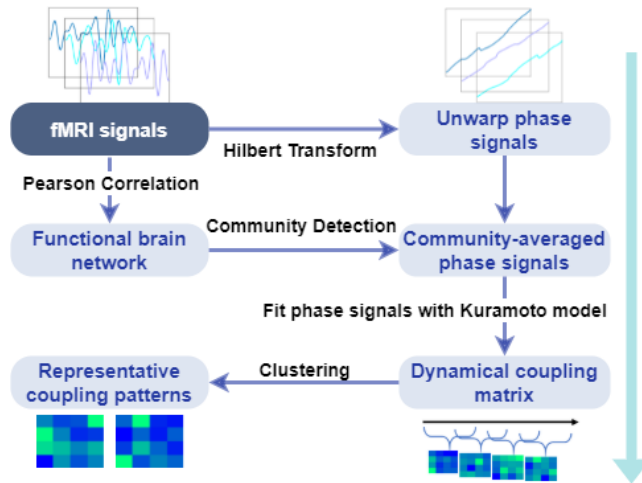 fMRI signals
Hilbert Transform
Unwarp phase
signals
Pearson Correlation
Functional brain
network
Community Detection
Community-averaged
phase signals
Fit phase signals with Kuramoto model
Representative
coupling patterns
Clustering
Dynamical coupling
matrix